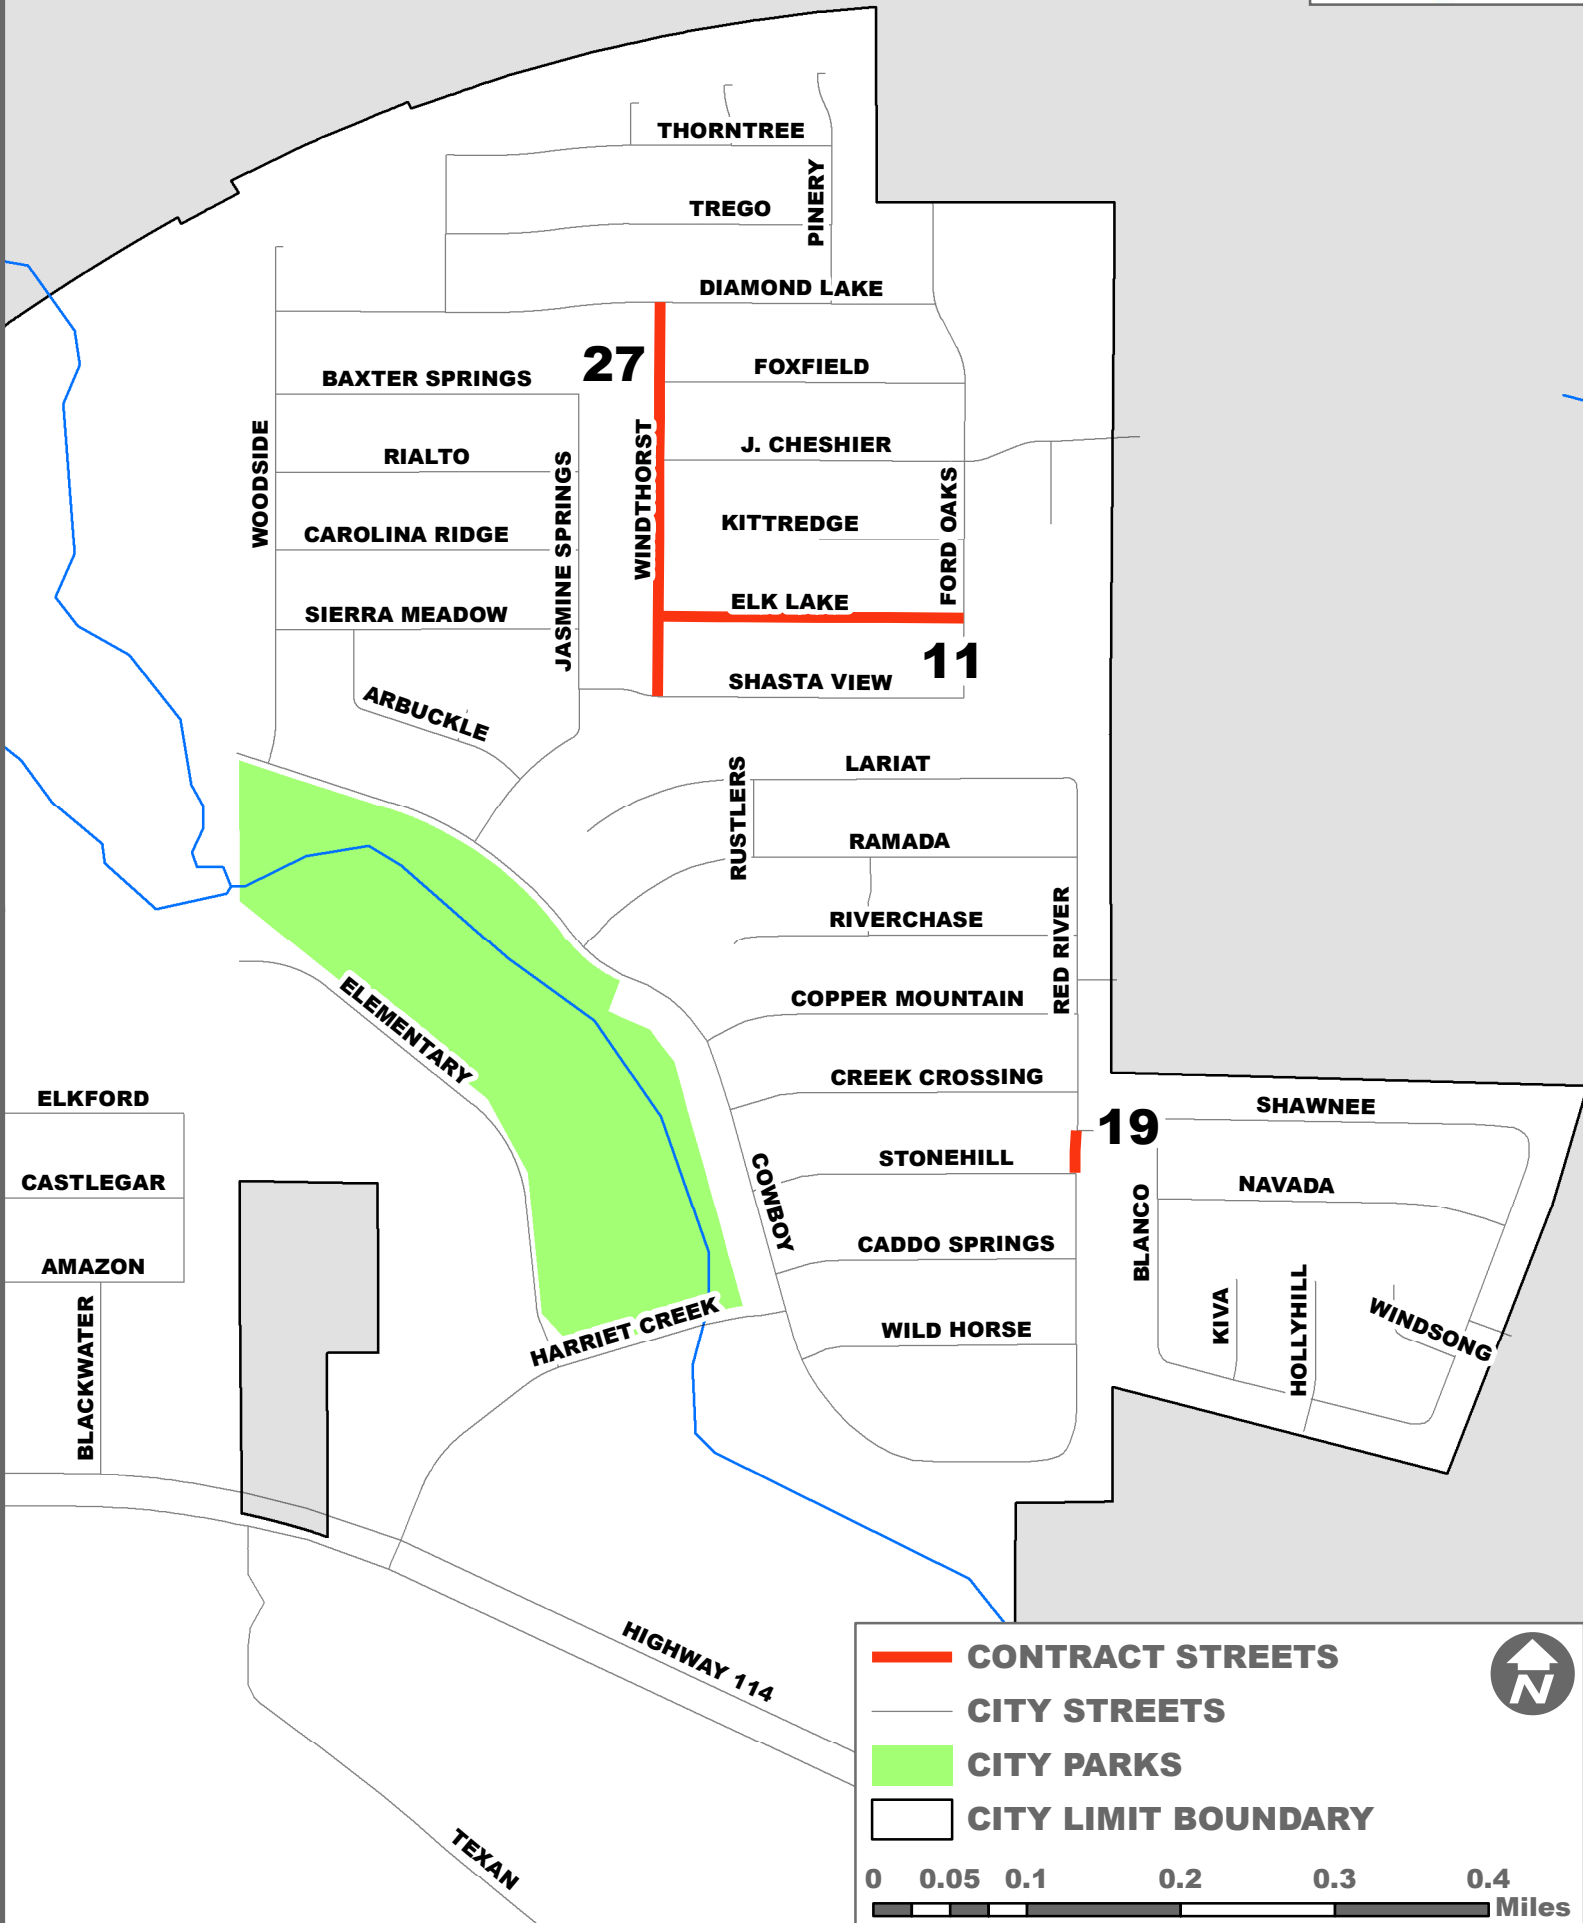 THORNTREE
PINERY
TREGO
DIAMOND LAKE
27
FOXFIELD
BAXTER SPRINGS
WOODSIDE
WINDTHORST
J. CHESHIER
RIALTO
JASMINE SPRINGS
FORD OAKS
KITTREDGE
CAROLINA RIDGE
ELK LAKE
SIERRA MEADOW
11
SHASTA VIEW
ARBUCKLE
RUSTLERS
LARIAT
RAMADA
RED RIVER
RIVERCHASE
COPPER MOUNTAIN
ELEMENTARY
CREEK CROSSING
ELKFORD
SHAWNEE
19
COWBOY
STONEHILL
CASTLEGAR
NAVADA
BLANCO
CADDO SPRINGS
AMAZON
KIVA
HOLLYHILL
WINDSONG
HARRIET CREEK
WILD HORSE
BLACKWATER
HIGHWAY 114
TEXAN
CONTRACT STREETS
N
CITY STREETS
CITY PARKS
CITY LIMIT BOUNDARY
0 0.05 0.1 0.2 0.3 0.4
Miles